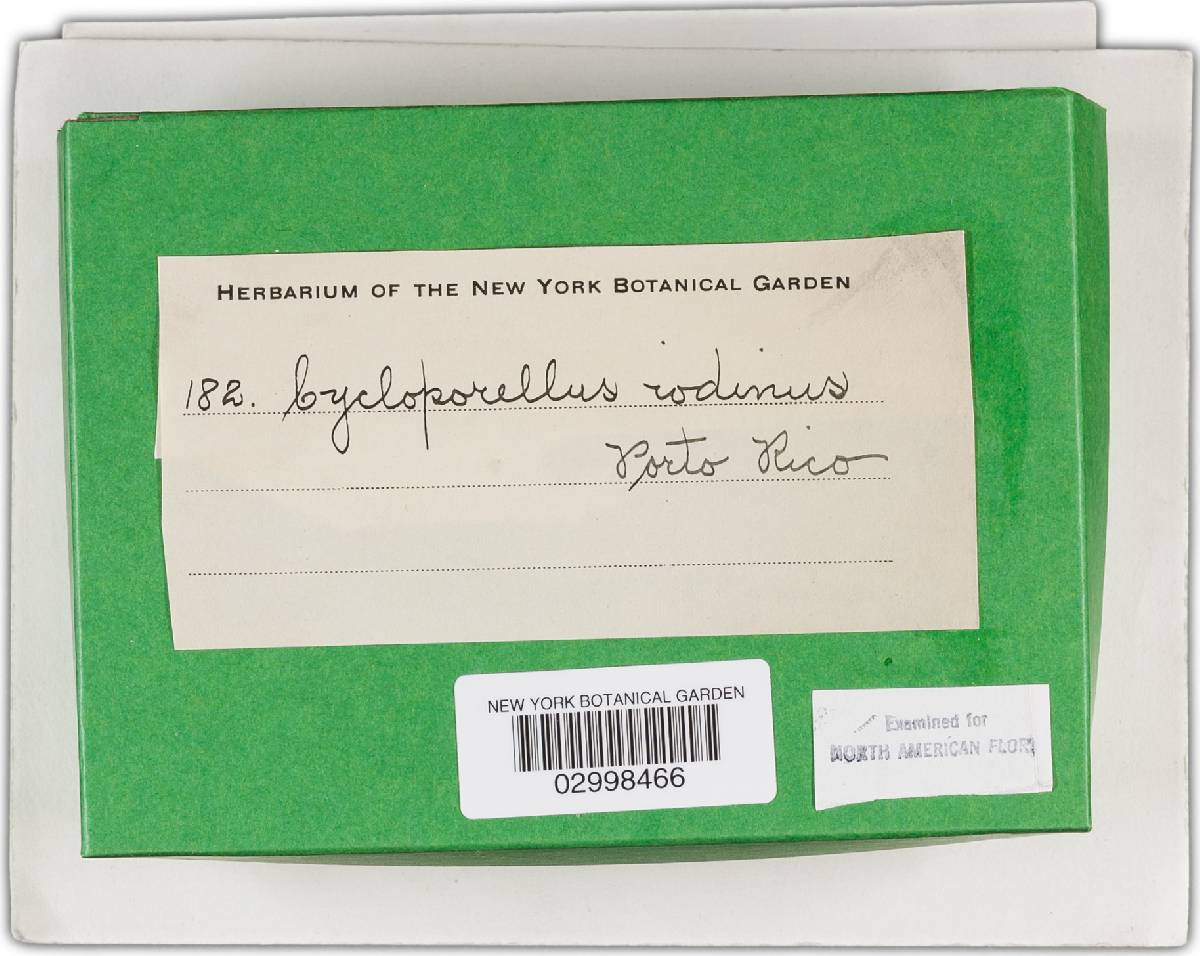 HERBARIUM OF THE NEW YORK BOTANICAL GARDEN
182. Cycloporellus iodinus
Porto Rico
NEW YORK BOTANICAL GARDEN
02998466
Examined for
NORTH AMERICAN FLOR